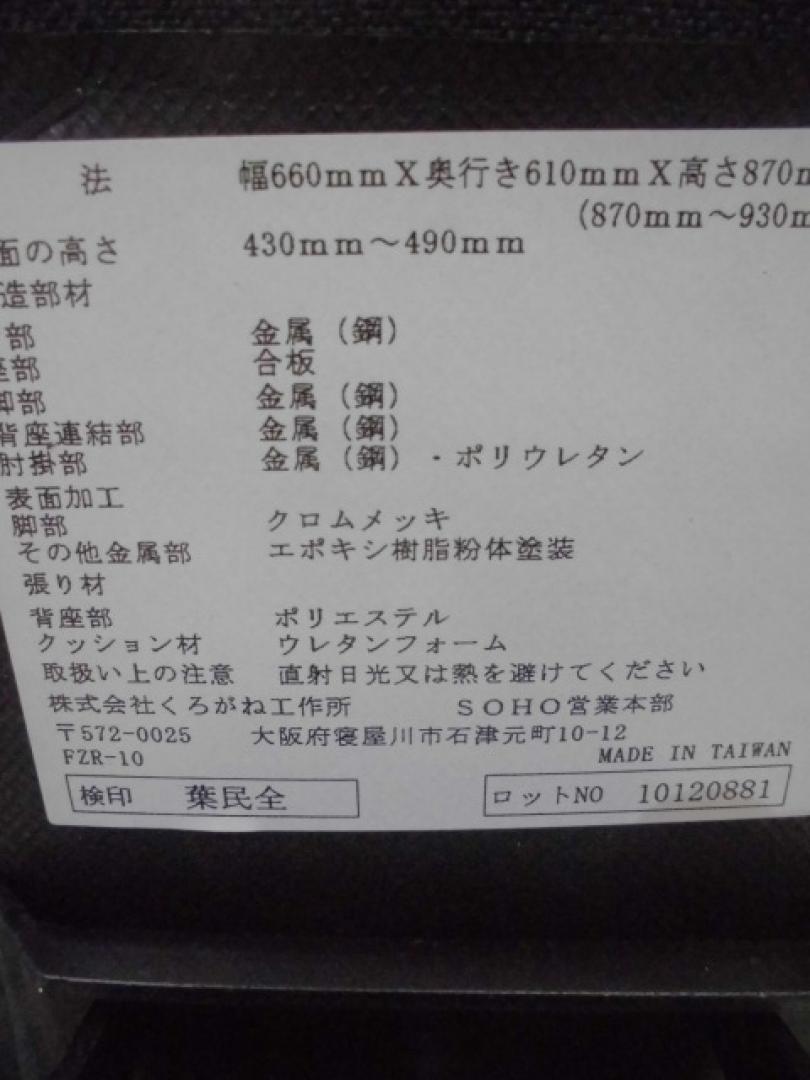 法 幅660mmX奥行き610mmX高さ870m
(870mm～930m
面の高さ 430mm～490mm
造部材
部 金属（鋼）
座部 合板
脚部 金属（鋼）
背座連結部 金属（鋼）
肘掛部 金属（鋼）・ポリウレタン
表面加工
脚部 クロムメッキ
その他金属部 エポキシ樹脂粉体塗装
張り材
背座部 ポリエステル
クッション材 ウレタンフォーム
取扱い上の注意 直射日光又は熱を避けてください
株式会社くろがね工作所 SOHO営業本部
〒572-0025 大阪府寝屋川市石津元町10-12
FZR-10 MADE IN TAIWAN
検印 葉民全 ロットNO 10120881